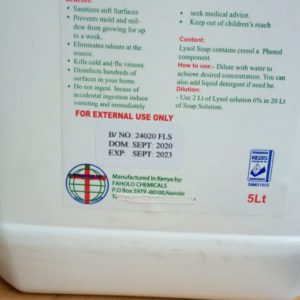 Benefits:
• Sanitizes soft Surfaces
• Prevents mold and mil-
dew from growing for up
to a week.
• Eliminates odours at the
source.
• Kills cold and flu viruses.
• Disinfects hundreds of
surfaces in your home.
• Do not ingest. Incase of
accidental ingestion induce
vomiting and immediately
• seek medical advice.
• Keep out of children's reach
Content:
Lysol Soap contains cresol a Phenol
component.
How to use:- Dilute with water to
achieve desired concentration. You can
also add liquid detergent if need be.
Dilution:
- Use 2 Lt of Lysol solution 6% in 20 Lt
of Soap Solution.
FOR EXTERNAL USE ONLY
B/ NO: 24020 FLS
DOM: SEPT: 2020
EXP: SEPT: 2023
Manufactured in Kenya by:
FAHOLO CHEMICALS
P.O Box 5979 -00100,Nairobi
KEBS
5Lt